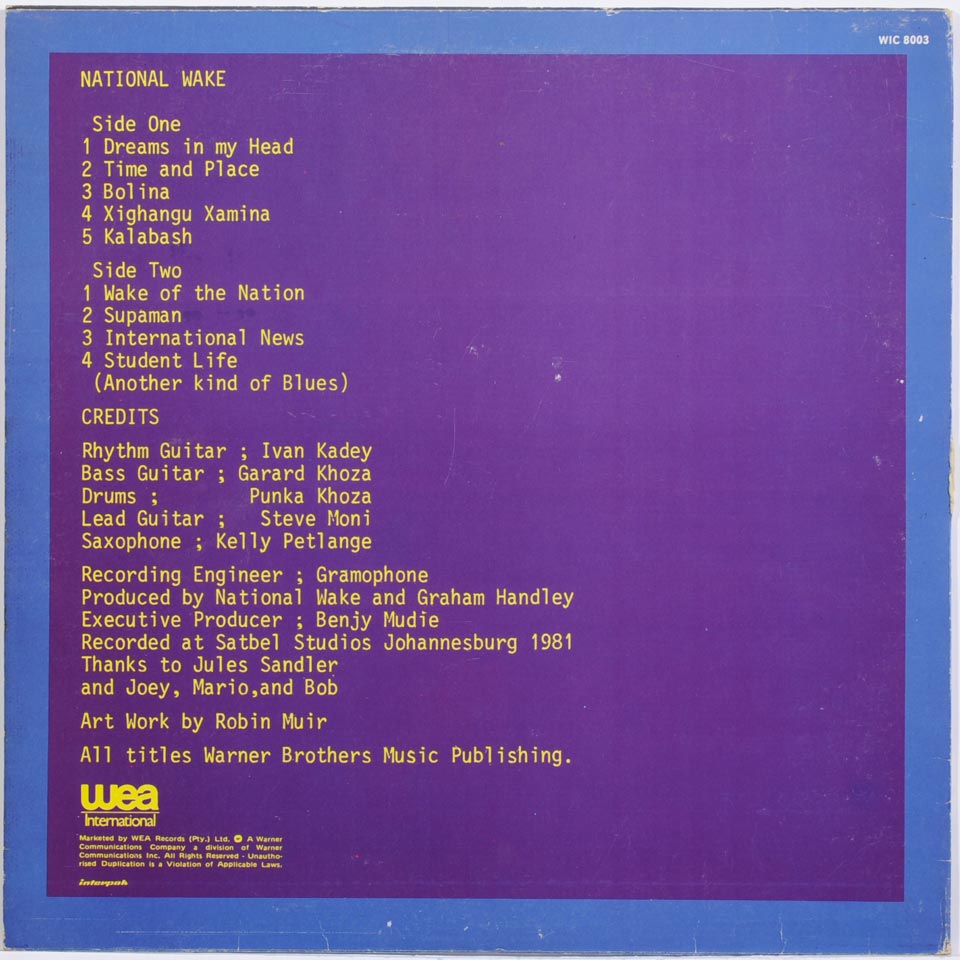 WIC 8003
NATIONAL WAKE
Side One
1 Dreams in my Head
2 Time and Place
3 Bolina
4 Xighangu Xamina
5 Kalabash
Side Two
1 Wake of the Nation
2 Supaman
3 International News
4 Student Life
(Another kind of Blues)
CREDITS
Rhythm Guitar ; Ivan Kadey
Bass Guitar ; Garard Khoza
Drums ; Punka Khoza
Lead Guitar ; Steve Moni
Saxophone ; Kelly Petlange
Recording Engineer ; Gramophone
Produced by National Wake and Graham Handley
Executive Producer ; Benjy Mudie
Recorded at Satbel Studios Johannesburg 1981
Thanks to Jules Sandler
and Joey, Mario,and Bob
Art Work by Robin Muir
All titles Warner Brothers Music Publishing.
wea
International
Marketed by WEA Records (Pty.) Ltd. A Warner
Communications Company a division of Warner
Communications Inc. All Rights Reserved - Unautho-
rised Duplication is a Violation of Applicable Laws.
interpak